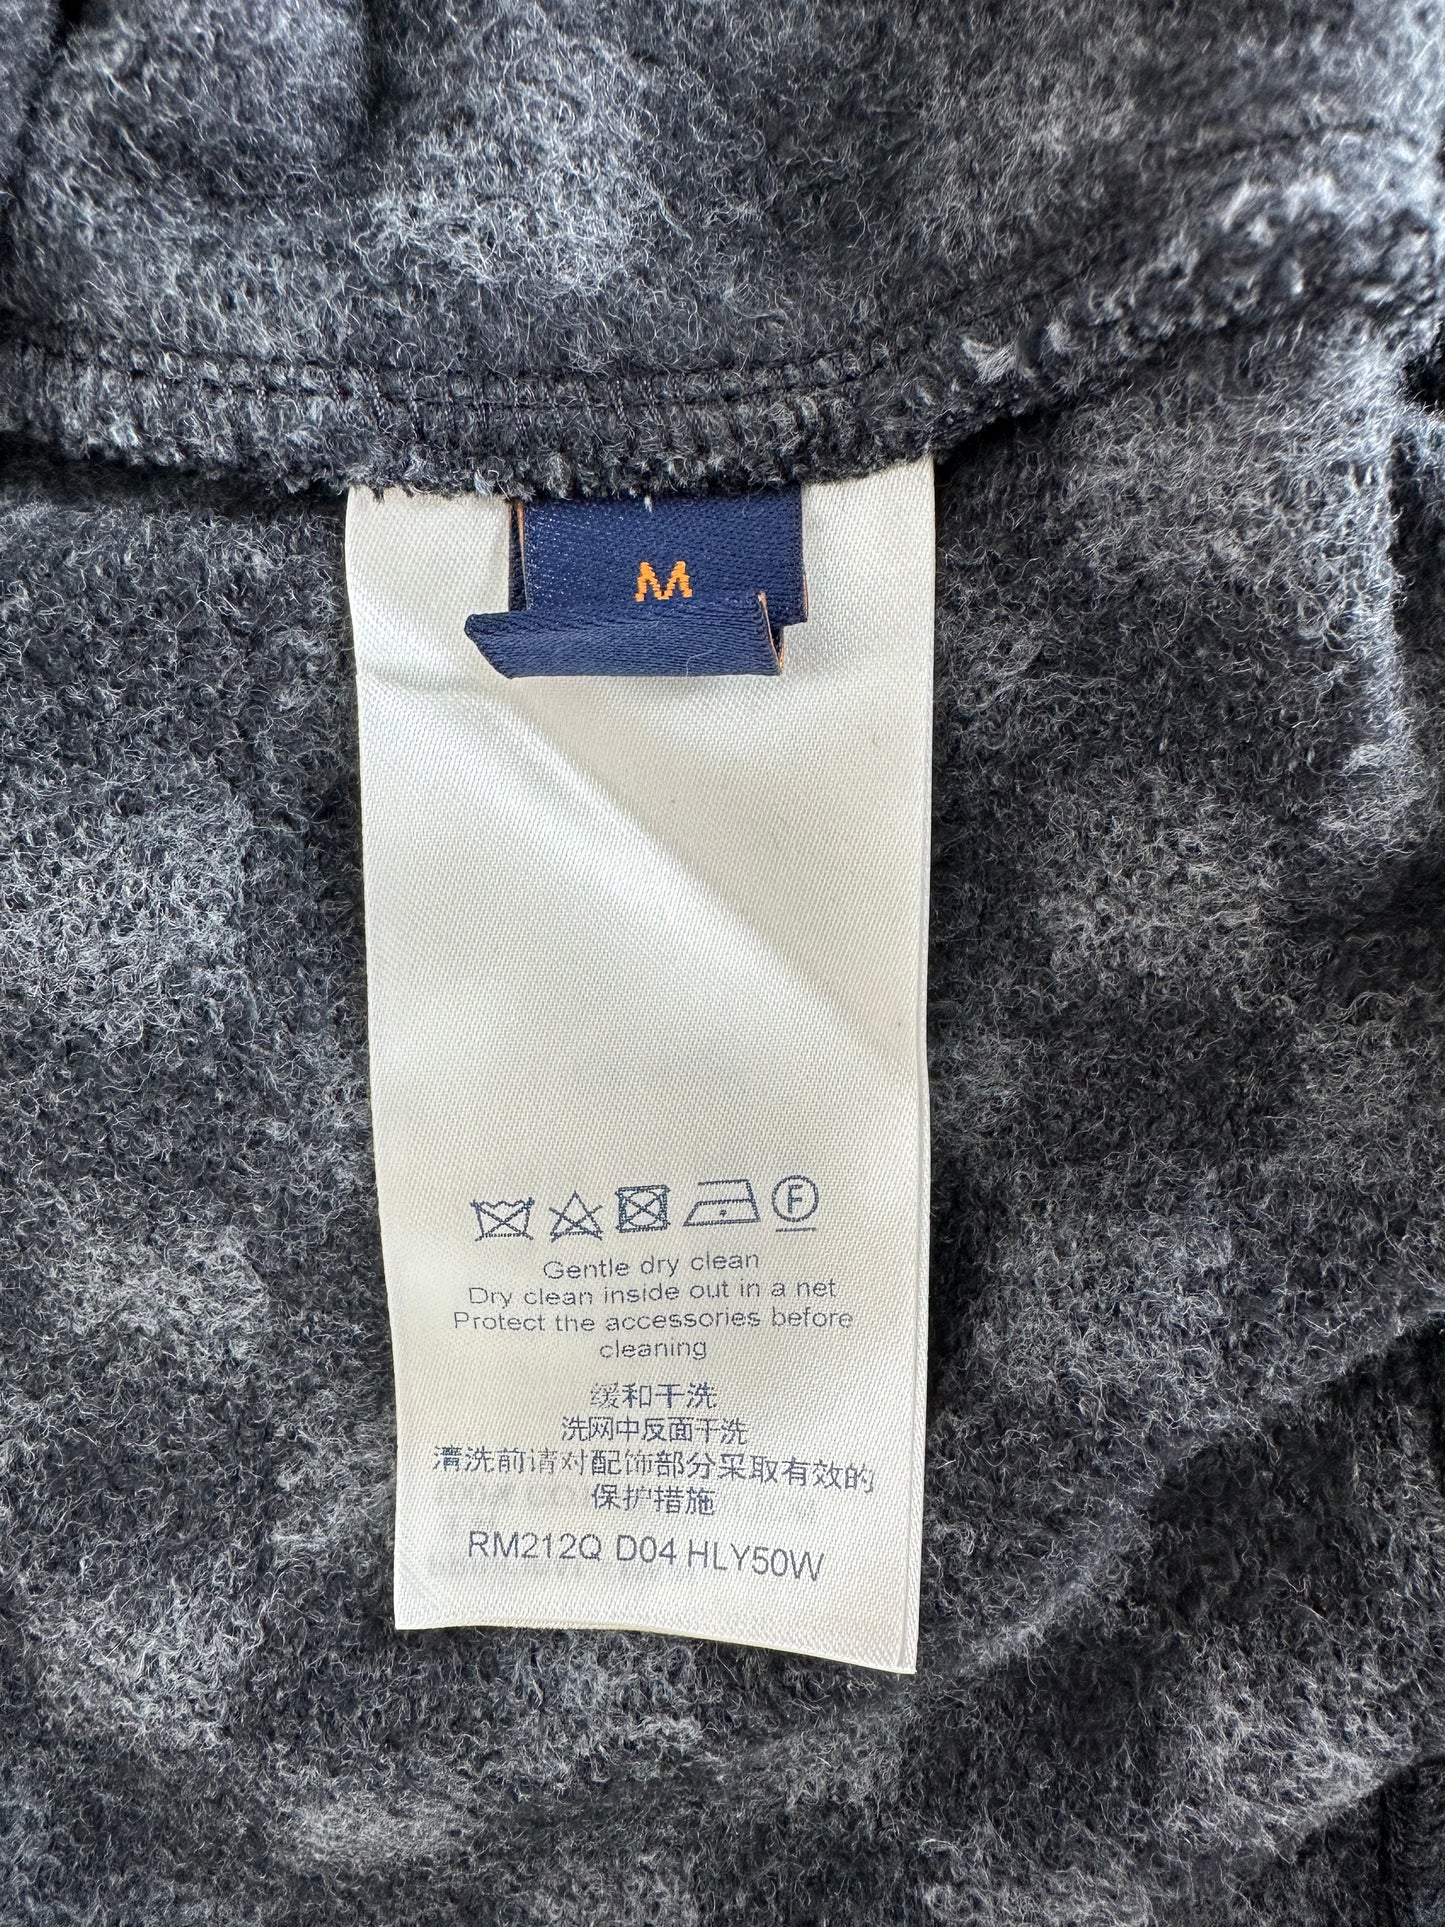 M
F
Gentle dry clean
Dry clean inside out in a net
Protect the accessories before
cleaning
缓和干洗
洗网中反面干洗
清洗前请对配饰部分采取有效的
保护措施
RM212Q D04 HLY50W